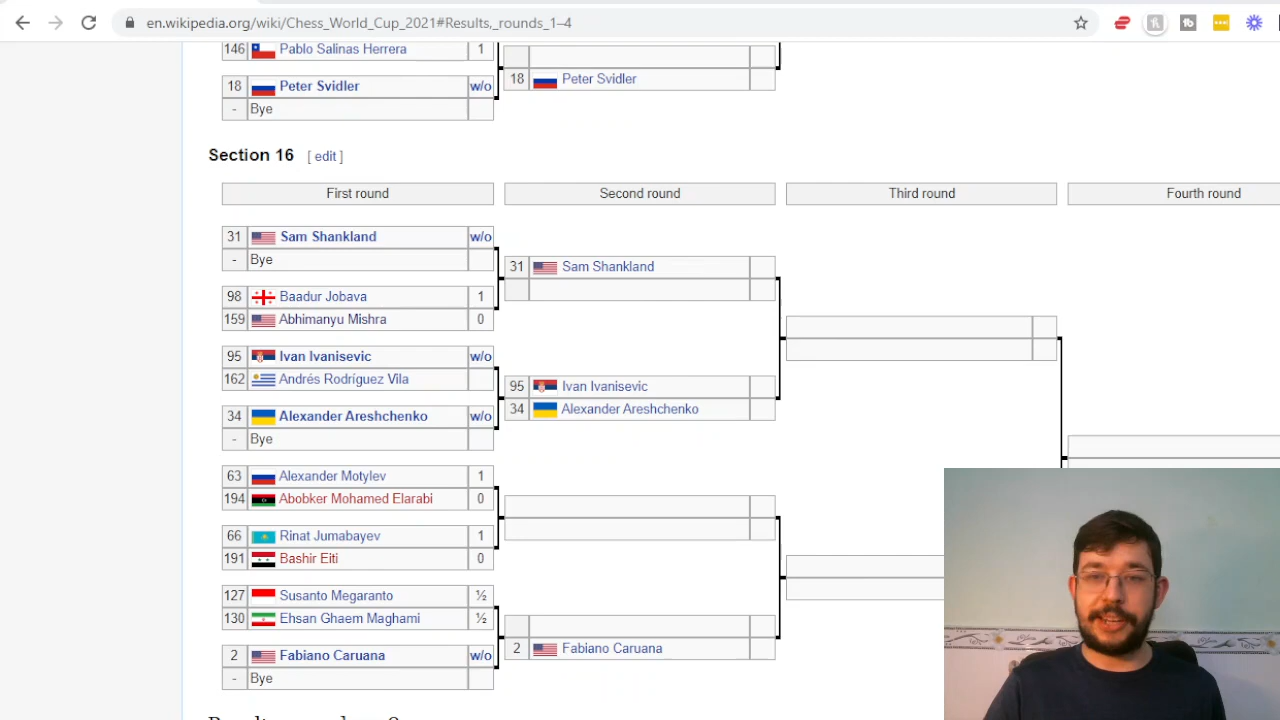 en.wikipedia.org/wiki/Chess_World_Cup_2021#Results,_rounds_1–4
146 Pablo Salinas Herrera 1
18 Peter Svidler
18 Peter Svidler w/o
- Bye
Section 16 [ edit ]
First round Second round Third round Fourth round
31 Sam Shankland w/o
- Bye
31 Sam Shankland
98 Baadur Jobava 1
159 Abhimanyu Mishra 0
95 Ivan Ivanisevic w/o
162 Andrés Rodríguez Vila
95 Ivan Ivanisevic
34 Alexander Areshchenko
34 Alexander Areshchenko w/o
- Bye
63 Alexander Motylev 1
194 Abobker Mohamed Elarabi 0
66 Rinat Jumabayev 1
191 Bashir Eiti 0
127 Susanto Megaranto ½
130 Ehsan Ghaem Maghami ½
2 Fabiano Caruana
2 Fabiano Caruana w/o
- Bye